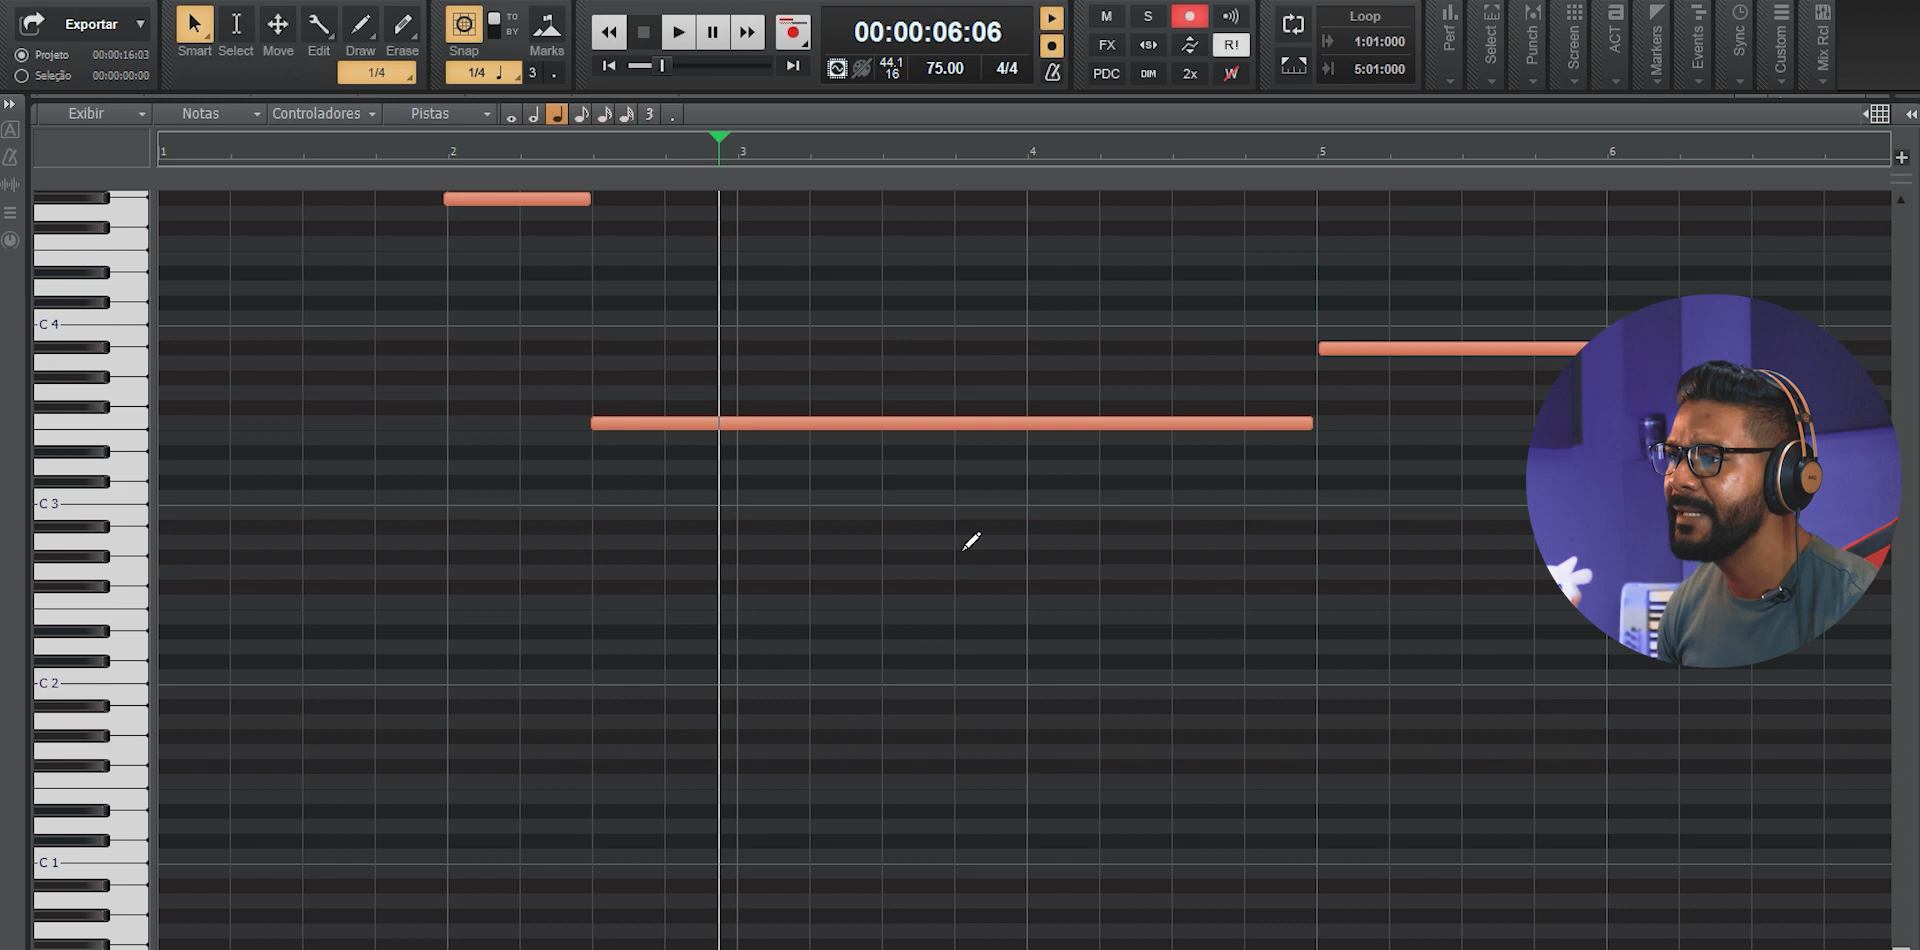 Exportar
Projeto 00:00:16:03
Seleção 00:00:00:00
Smart Select Move Edit Draw Erase
1/4
Snap
TO
BY
Marks
1/4 3 .
00:00:06:06
44.1
16
75.00 4/4
M S
FX <S> R!
PDC DIM 2x W
Loop
1:01:000
5:01:000
Perf
Select
Punch
Screen
ACT
Markers
Events
Sync
Custom
Mix Rcl
Exibir Notas Controladores Pistas 3 .
A
1 2 3 4 5 6
C 4
C 3
C 2
C 1